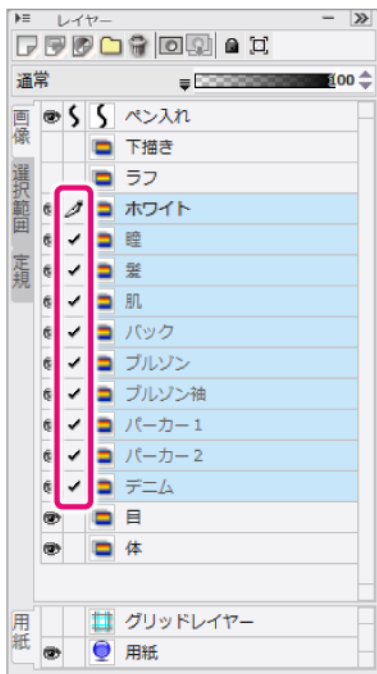 レイヤー
通常
100
画像
選択範囲
定規
ペン入れ
下描き
ラフ
ホワイト
瞳
髪
肌
バック
ブルゾン
ブルゾン袖
パーカー1
パーカー2
デニム
目
体
用紙
グリッドレイヤー
用紙